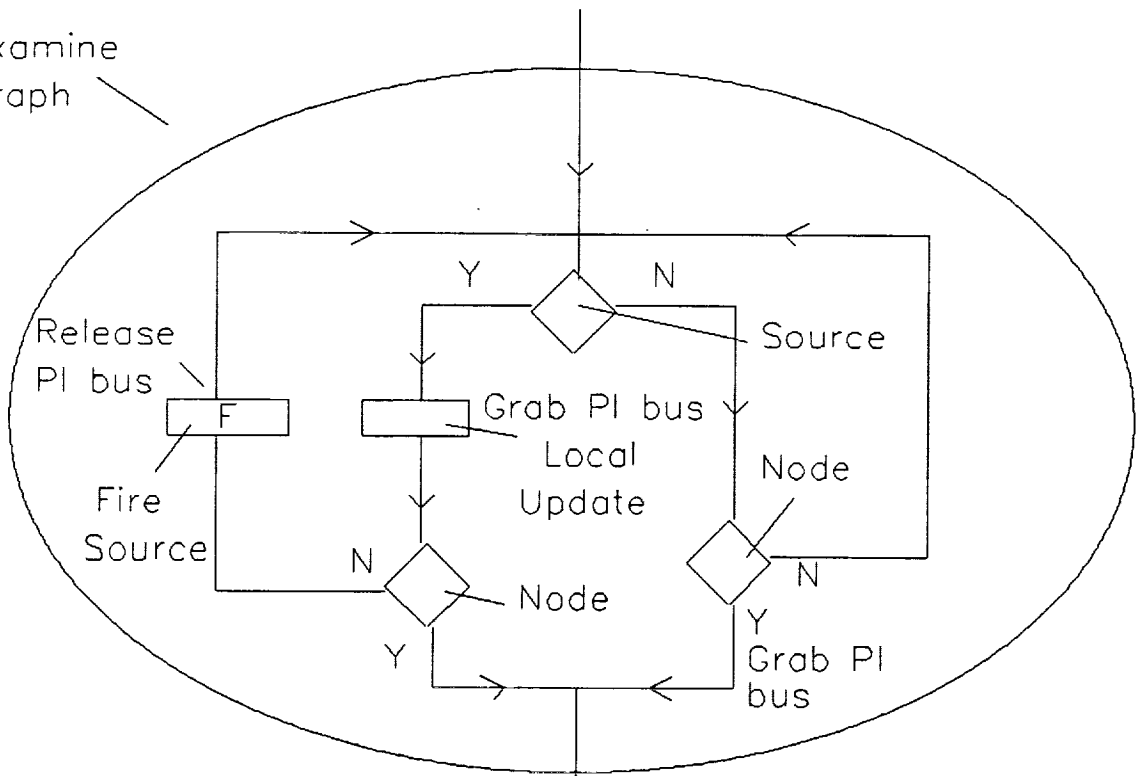 xamine
raph
Y
N
Source
Release
PI bus
F
Grab PI bus
Local
Update
Node
Fire
Source
N
Node
N
Y
Y
Grab PI
bus